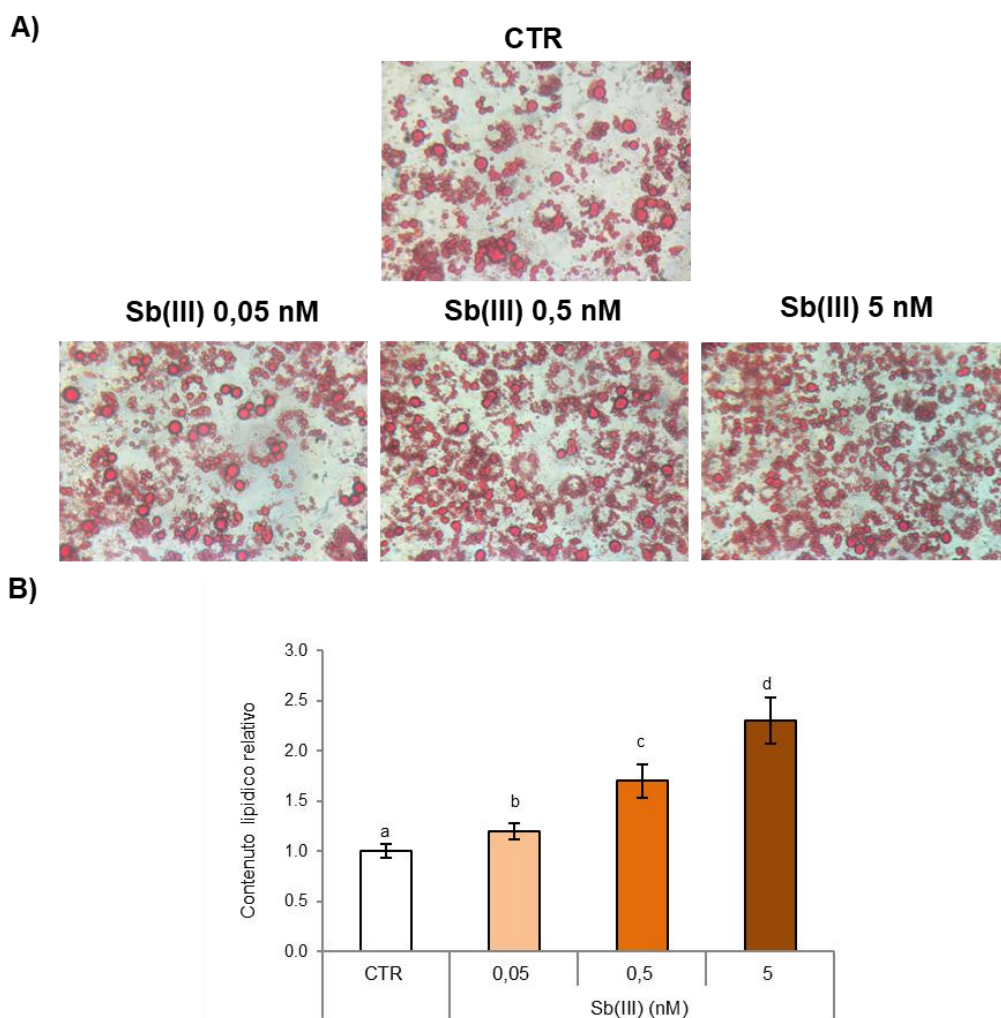 A)
CTR
Sb(III) 0,05 nM
Sb(III) 0,5 nM
Sb(III) 5 nM
B)
3.0
2.5
2.0
1.5
1.0
0.5
0.0
Contenuto lipidico relativo
a
b
c
d
CTR
0,05
0,5
5
Sb(III) (nM)